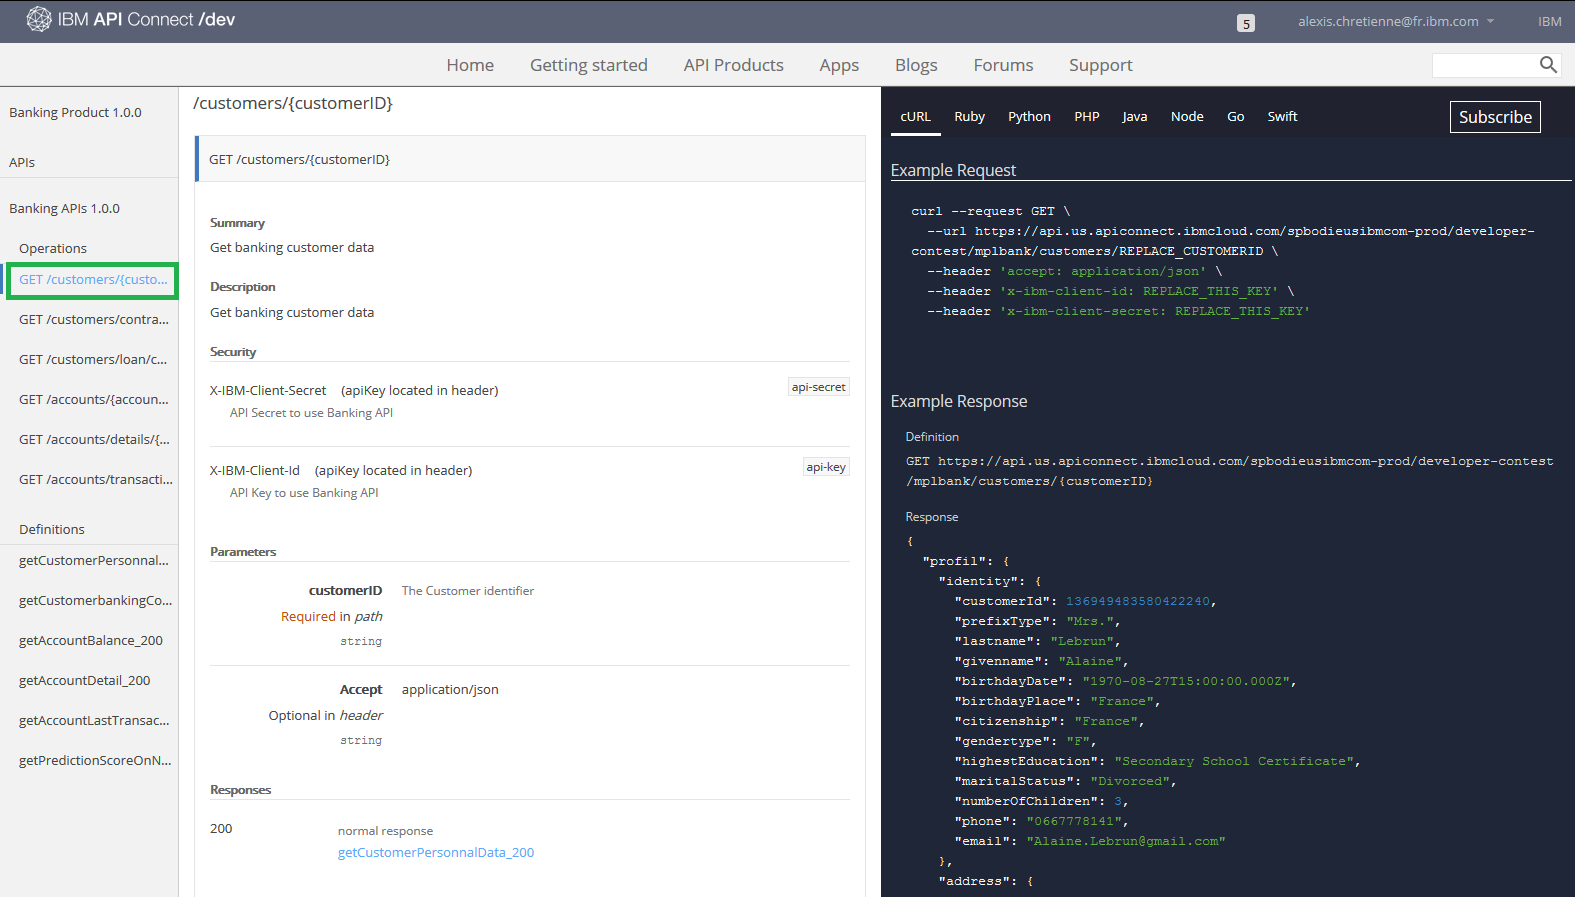 IBM API Connect /dev
5
alexis.chretienne@fr.ibm.com
IBM
Home
Getting started
API Products
Apps
Blogs
Forums
Support
Banking Product 1.0.0
APIs
Banking APIs 1.0.0
Operations
GET /customers/{custo...
GET /customers/contra...
GET /customers/loan/c...
GET /accounts/{accoun...
GET /accounts/details/{...
GET /accounts/transacti...
Definitions
getCustomerPersonnal...
getCustomerbankingCo...
getAccountBalance_200
getAccountDetail_200
getAccountLastTransac...
getPredictionScoreOnN...
/customers/{customerID}
GET /customers/{customerID}
Summary
Get banking customer data
Description
Get banking customer data
Security
X-IBM-Client-Secret (apiKey located in header)
api-secret
API Secret to use Banking API
X-IBM-Client-Id (apiKey located in header)
api-key
API Key to use Banking API
Parameters
customerID The Customer identifier
Required in path
string
Accept application/json
Optional in header
string
Responses
200 normal response
getCustomerPersonnalData_200
cURL
Ruby
Python
PHP
Java
Node
Go
Swift
Subscribe
Example Request
curl --request GET \
--url https://api.us.apiconnect.ibmcloud.com/spbodieusibmcom-prod/developer-
contest/mplbank/customers/REPLACE_CUSTOMERID \
--header 'accept: application/json' \
--header 'x-ibm-client-id: REPLACE_THIS_KEY' \
--header 'x-ibm-client-secret: REPLACE_THIS_KEY'
Example Response
Definition
GET https://api.us.apiconnect.ibmcloud.com/spbodieusibmcom-prod/developer-contest
/mplbank/customers/{customerID}
Response
{
"profil": {
"identity": {
"customerId": 136949483580422240,
"prefixType": "Mrs.",
"lastname": "Lebrun",
"givenname": "Alaine",
"birthdayDate": "1970-08-27T15:00:00.000Z",
"birthdayPlace": "France",
"citizenship": "France",
"gendertype": "F",
"highestEducation": "Secondary School Certificate",
"maritalStatus": "Divorced",
"numberOfChildren": 3,
"phone": "0667778141",
"email": "Alaine.Lebrun@gmail.com"
},
"address": {